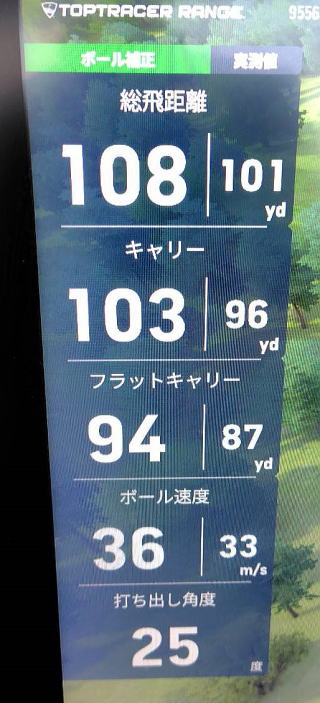 TOPTRACER RANGE 9556
ボール補正 実測値
総飛距離
108 101 yd
キャリー
103 96 yd
フラットキャリー
94 87 yd
ボール速度
36 33 m/s
打ち出し角度
25 度